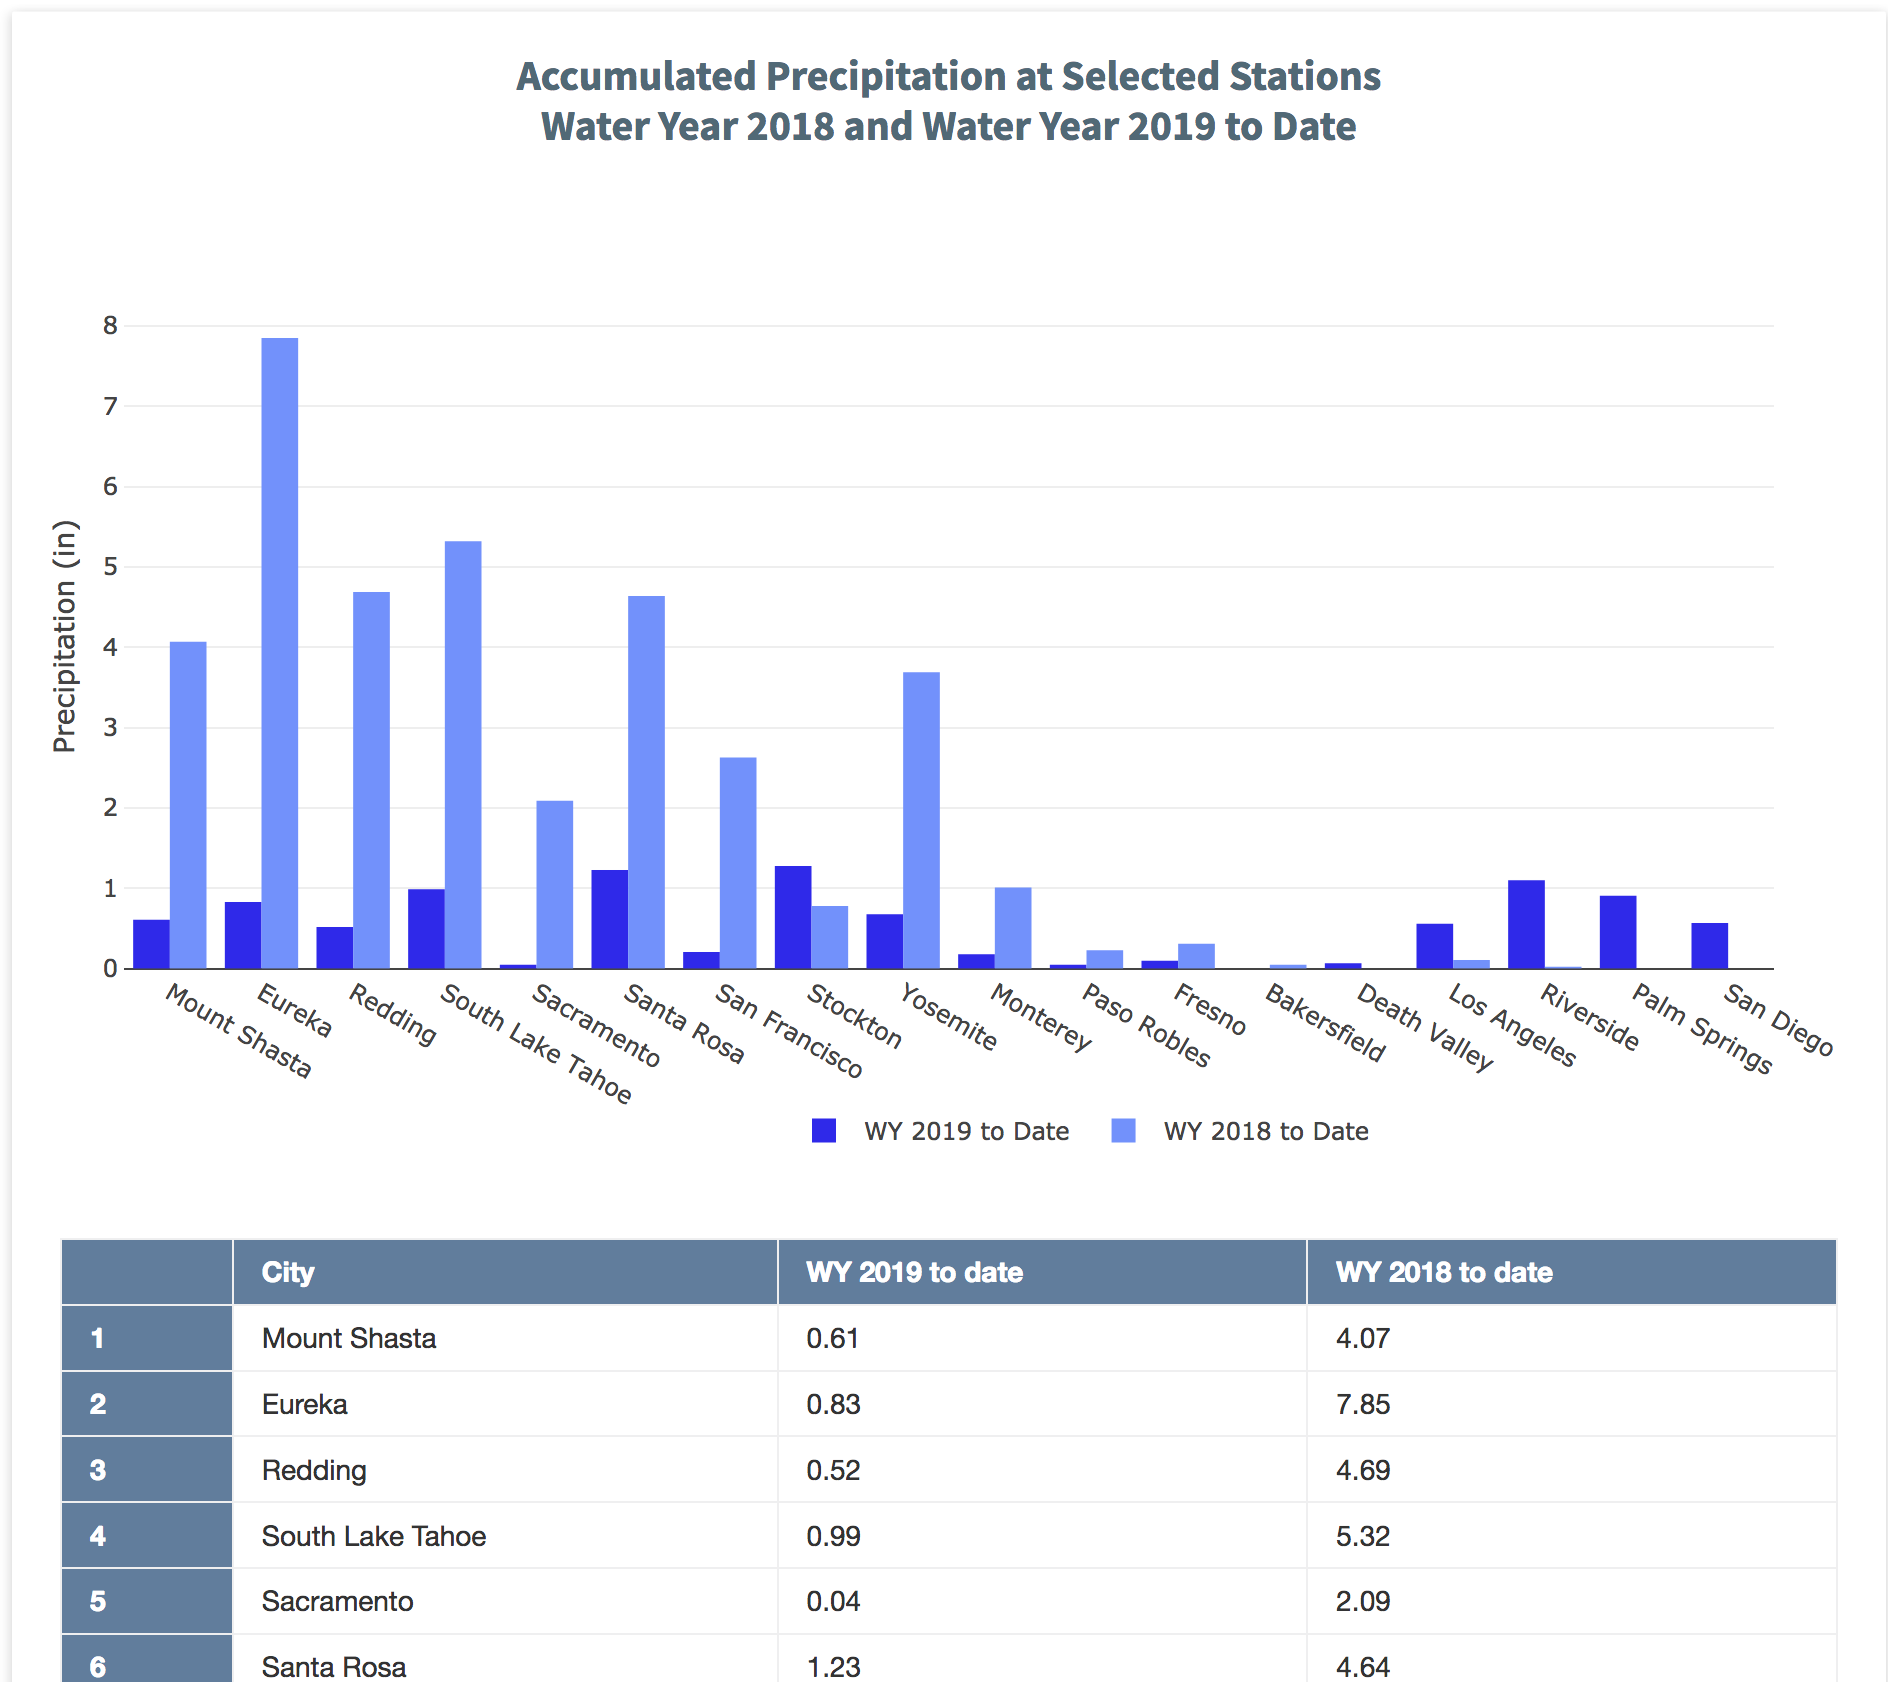 Accumulated Precipitation at Selected Stations
Water Year 2018 and Water Year 2019 to Date
8
7
6
5
4
3
2
1
0
Precipitation (in)
Mount Shasta
Eureka
Redding
South Lake Tahoe
Sacramento
Santa Rosa
San Francisco
Stockton
Yosemite
Monterey
Paso Robles
Fresno
Bakersfield
Death Valley
Los Angeles
Riverside
Palm Springs
San Diego
WY 2019 to Date WY 2018 to Date
City WY 2019 to date WY 2018 to date
1 Mount Shasta 0.61 4.07
2 Eureka 0.83 7.85
3 Redding 0.52 4.69
4 South Lake Tahoe 0.99 5.32
5 Sacramento 0.04 2.09
6 Santa Rosa 1.23 4.64